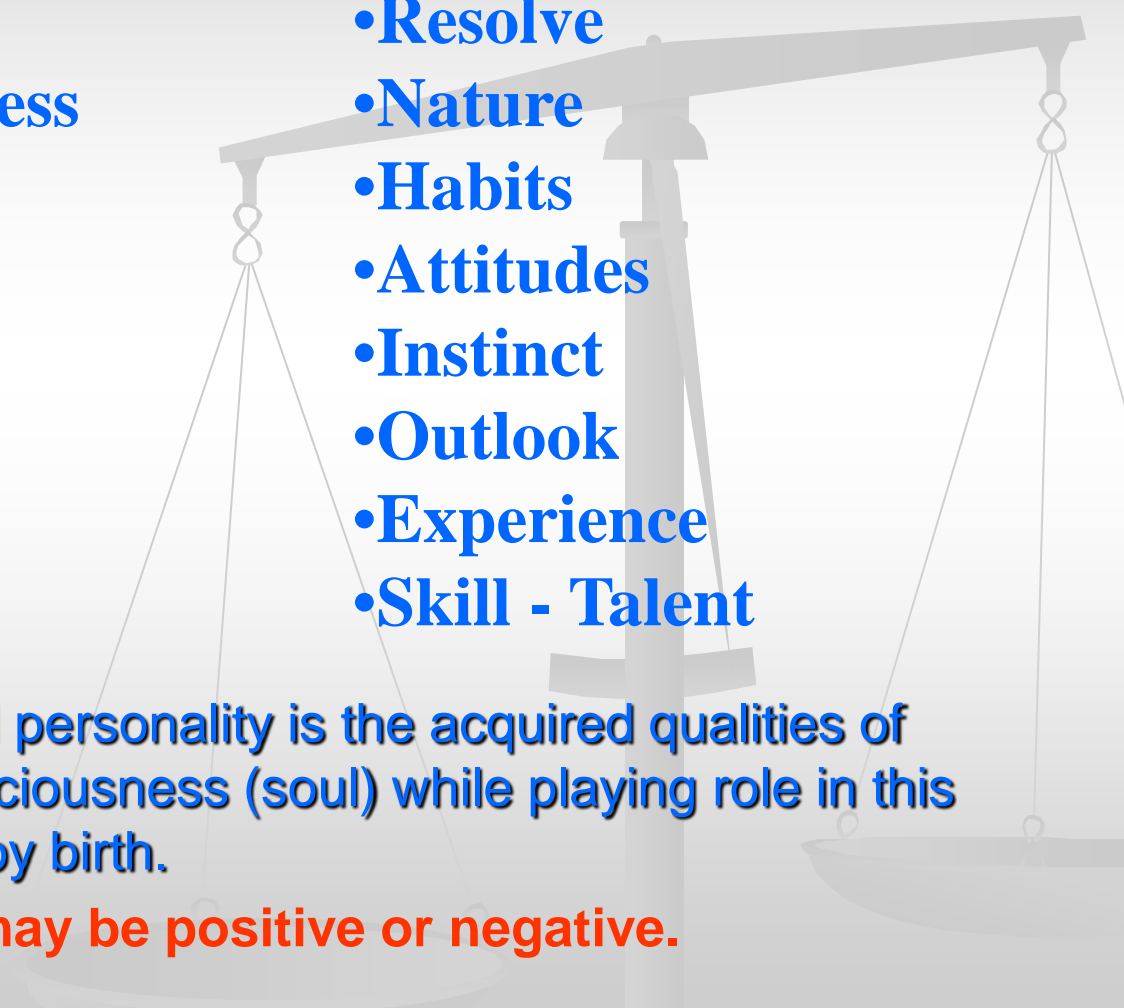 •Resolve
ess
•Nature
•Habits
•Attitudes
•Instinct
•Outlook
•Experience
•Skill - Talent
personality is the acquired qualities of
ciousness (soul) while playing role in this
by birth.
may be positive or negative.